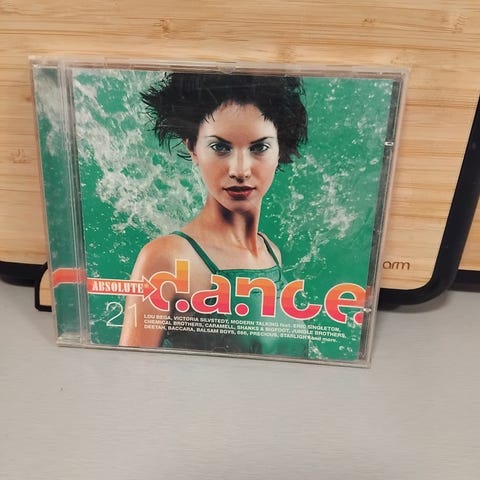 ABSOLUTE
dance
21
LOU BEGA, VICTORIA SILVSTEDT, MODERN TALKING feat. ERIC SINGLETON,
CHEMICAL BROTHERS, CARAMELL, SHANKS & BIGFOOT, JUNGLE BROTHERS,
DEETAH, BACCARA, BALSAM BOYS, 666, PRECIOUS, STARLIGHT and more.
arm